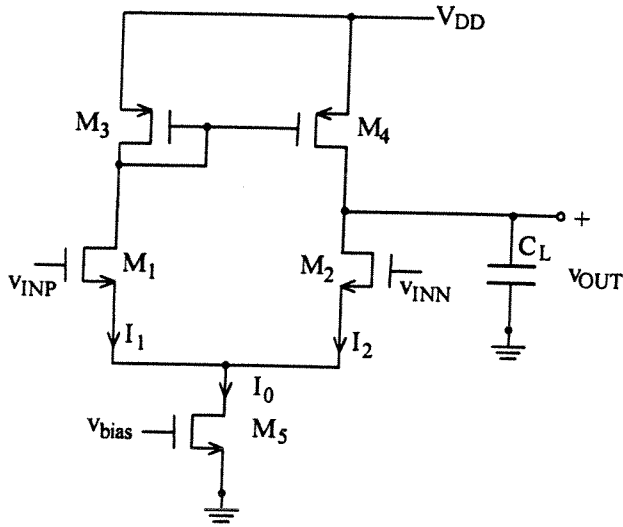 V_DD
M_3
M_4
+
M_1
M_2
C_L
v_INP
v_INN
v_OUT
I_1
I_2
I_0
v_bias
M_5